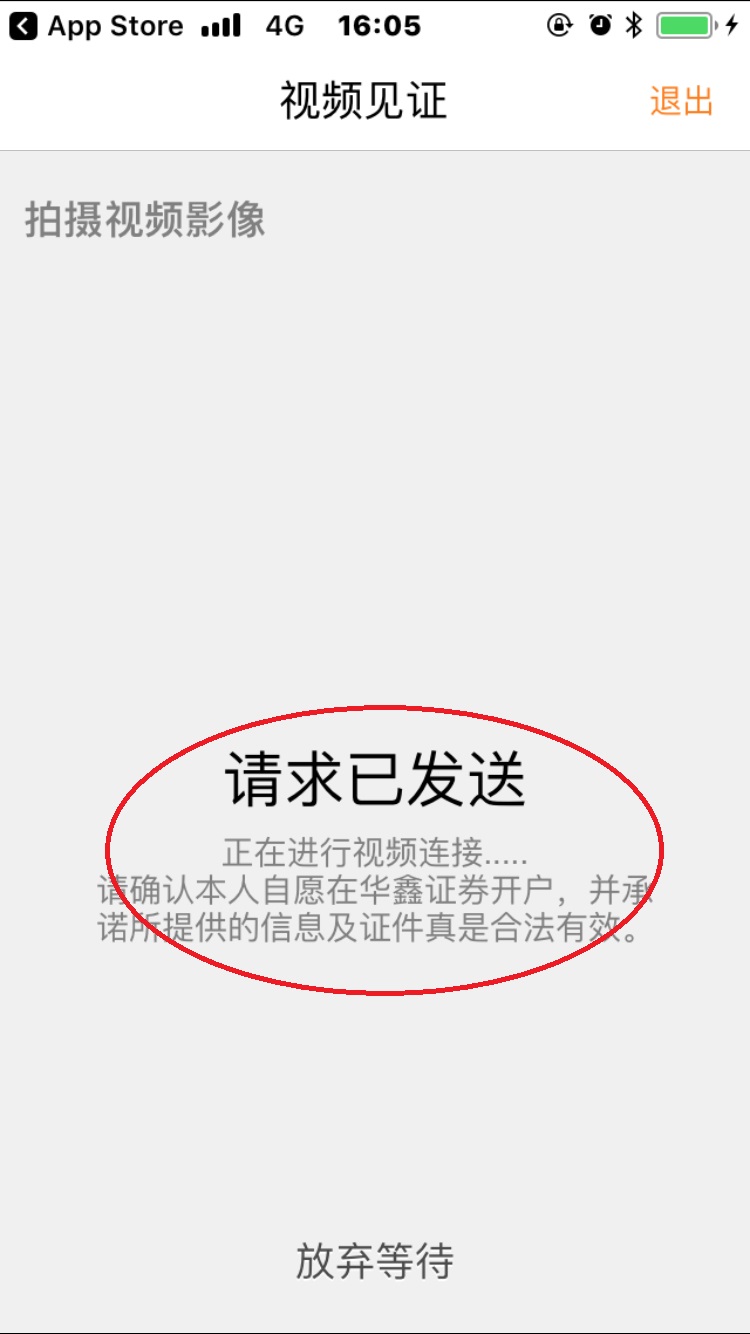 App Store 4G 16:05
视频见证 退出
拍摄视频影像
请求已发送
正在进行视频连接.....
请确认本人自愿在华鑫证券开户，并承
诺所提供的信息及证件真是合法有效。
放弃等待